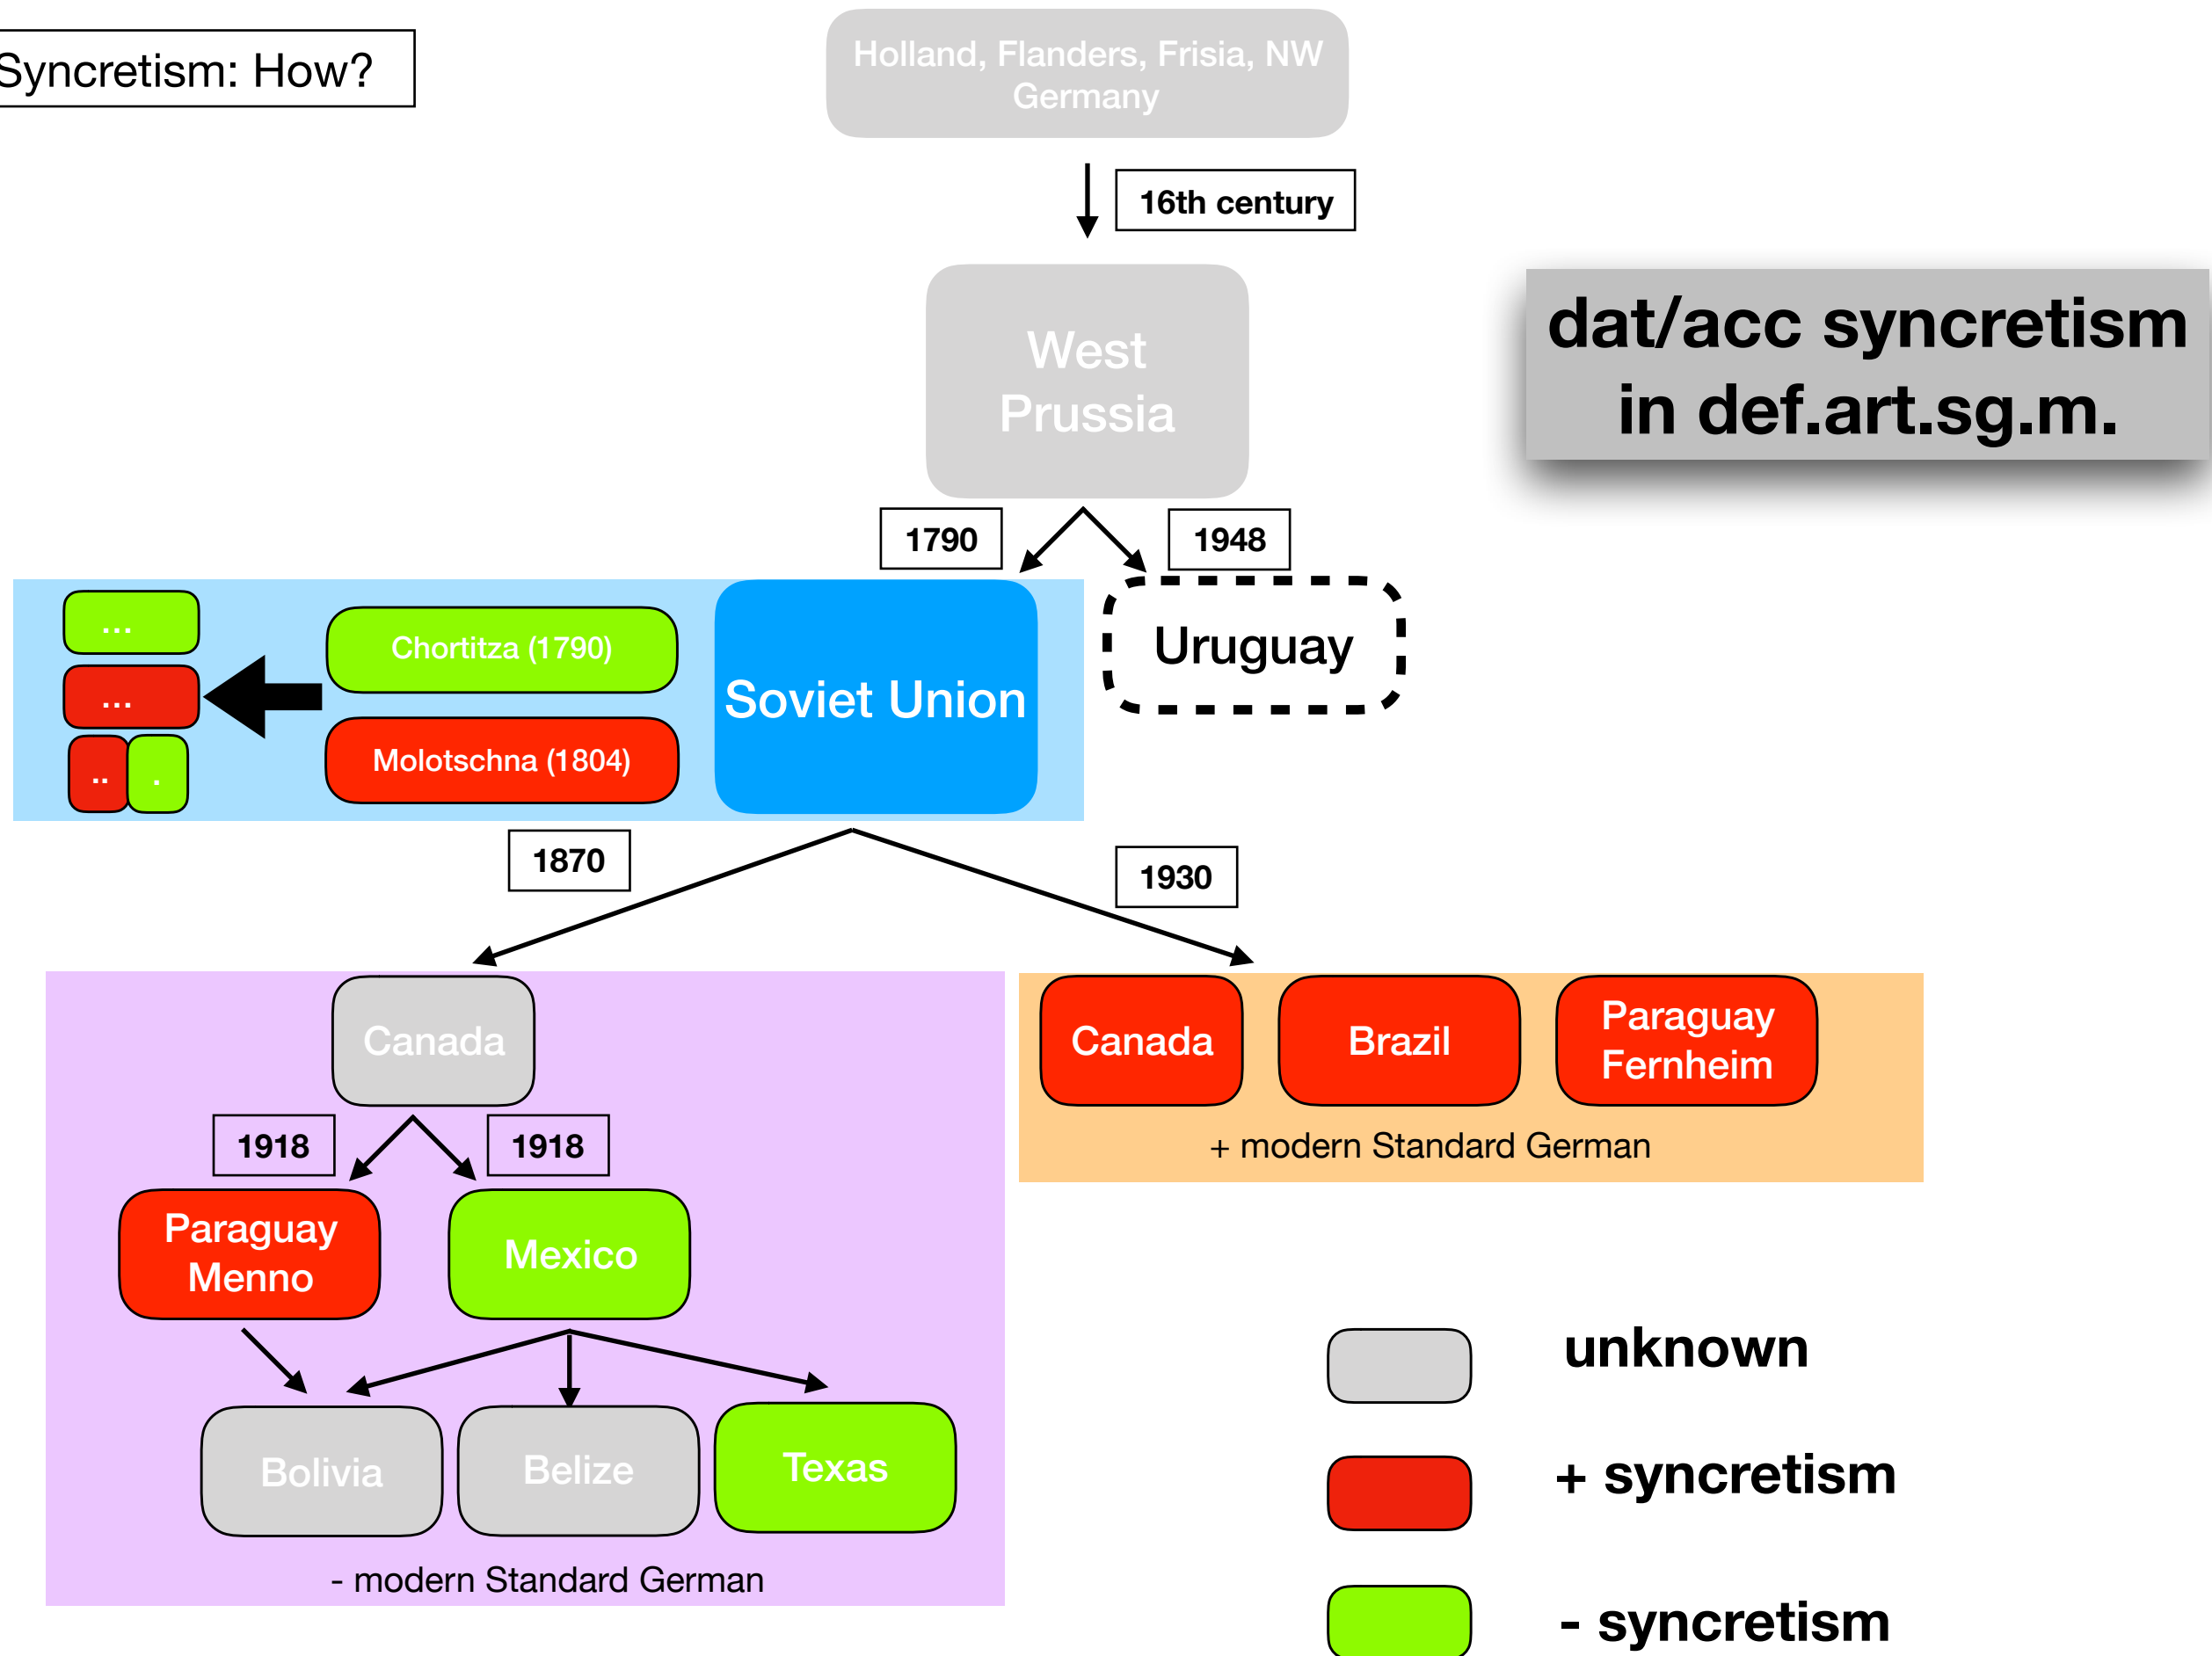 Syncretism: How?
Holland, Flanders, Frisia, NW
Germany
16th century
West
Prussia
dat/acc syncretism
in def.art.sg.m.
1790
1948
...
Chortitza (1790)
Soviet Union
Uruguay
...
Molotschna (1804)
..
.
1870
1930
Canada
Canada
Brazil
Paraguay
Fernheim
+ modern Standard German
1918
1918
Paraguay
Menno
Mexico
Bolivia
Belize
Texas
- modern Standard German
unknown
+ syncretism
- syncretism